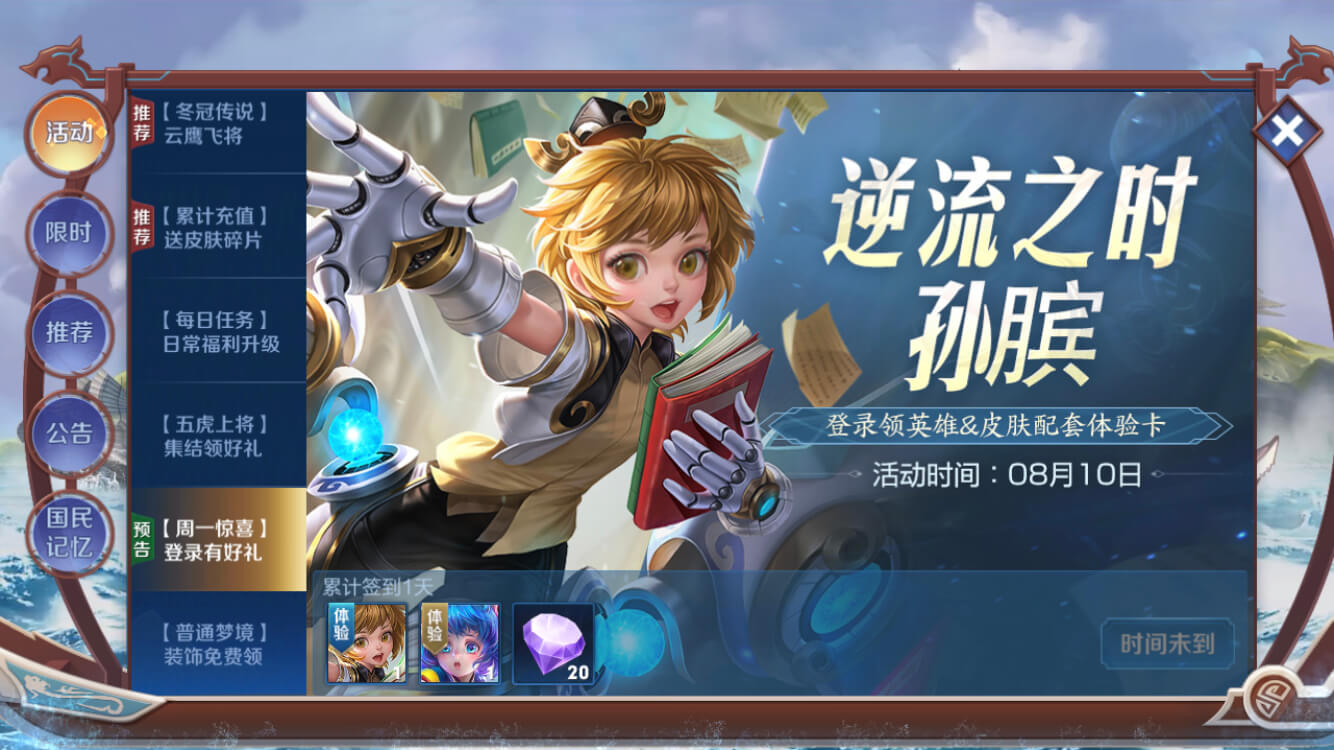 活动
限时
推荐
公告
国民
记忆
推荐
【冬冠传说】
云鹰飞将
推荐
【累计充值】
送皮肤碎片
【每日任务】
日常福利升级
【五虎上将】
集结领好礼
预告
【周一惊喜】
登录有好礼
【普通梦境】
装饰免费领
逆流之时
孙膑
登录领英雄&皮肤配套体验卡
活动时间：08月10日
累计签到1天
体验
1
体验
1
20
时间未到